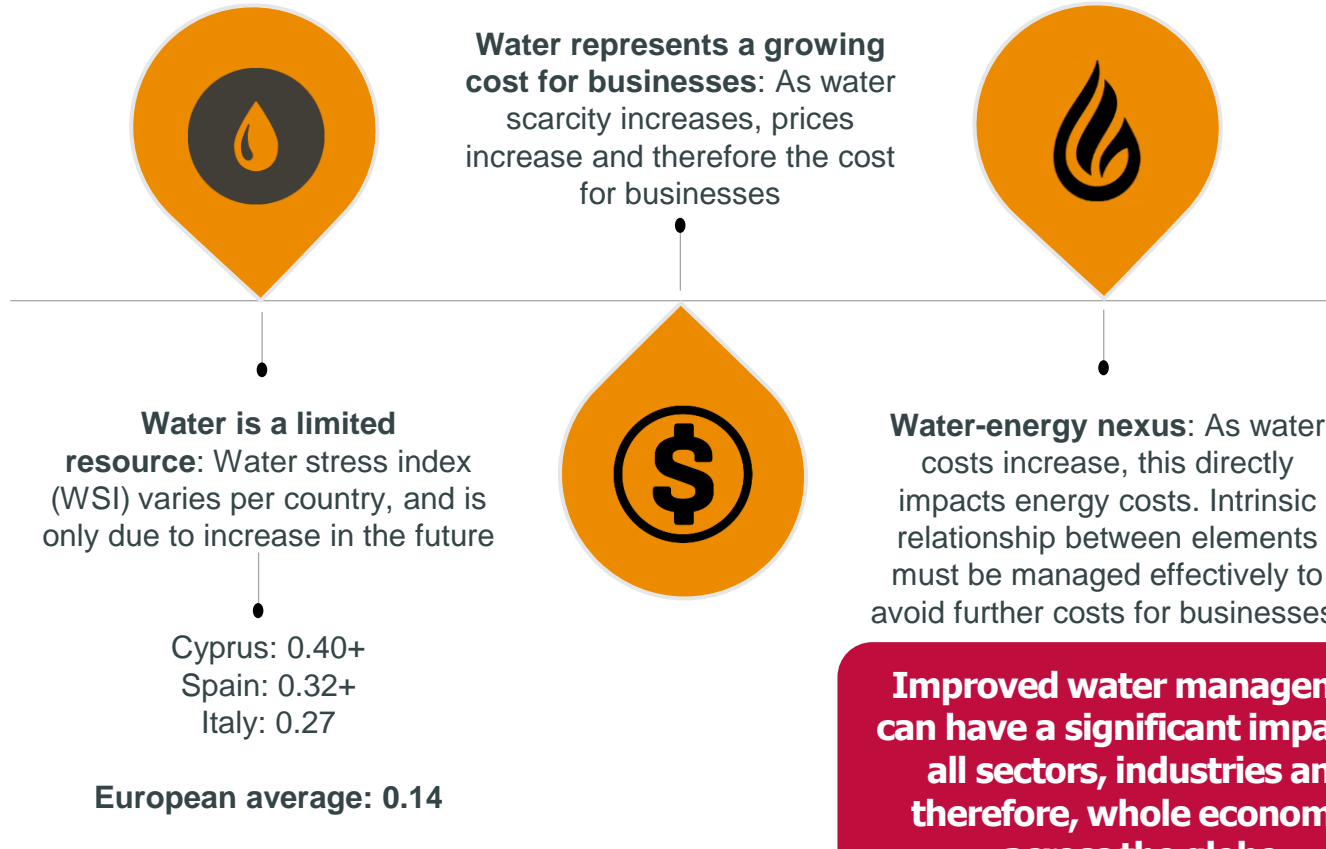 Water represents a growing
cost for businesses: As water
scarcity increases, prices
increase and therefore the cost
for businesses
$
Water is a limited
resource: Water stress index
(WSI) varies per country, and is
only due to increase in the future
Cyprus: 0.40+
Spain: 0.32+
Italy: 0.27
European average: 0.14
Water-energy nexus: As water
costs increase, this directly
impacts energy costs. Intrinsic
relationship between elements
must be managed effectively to
avoid further costs for businesses
Improved water
can have a significant
all sectors, industries
therefore, whole
across the globe